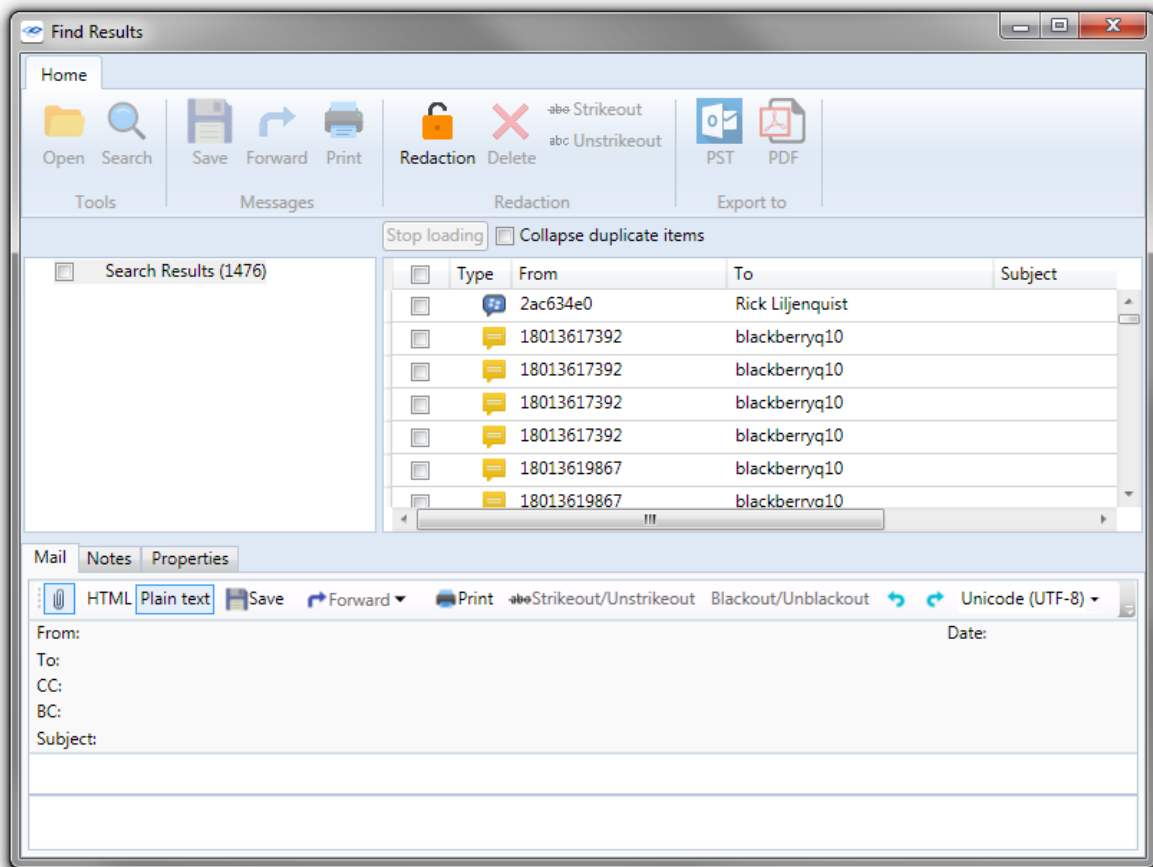 Find Results
Home
abe Strikeout
abc Unstrikeout
Open Search Save Forward Print Redaction Delete PST PDF
Tools Messages Redaction Export to
Stop loading Collapse duplicate items
Search Results (1476)
Type From To Subject
2ac634e0 Rick Liljenquist
18013617392 blackberryq10
18013617392 blackberryq10
18013617392 blackberryq10
18013617392 blackberryq10
18013619867 blackberryq10
18013619867 blackberryq10
Mail Notes Properties
HTML Plain text Save Forward Print abe Strikeout/Unstrikeout Blackout/Unblackout Unicode (UTF-8)
From: Date:
To:
CC:
BC:
Subject: